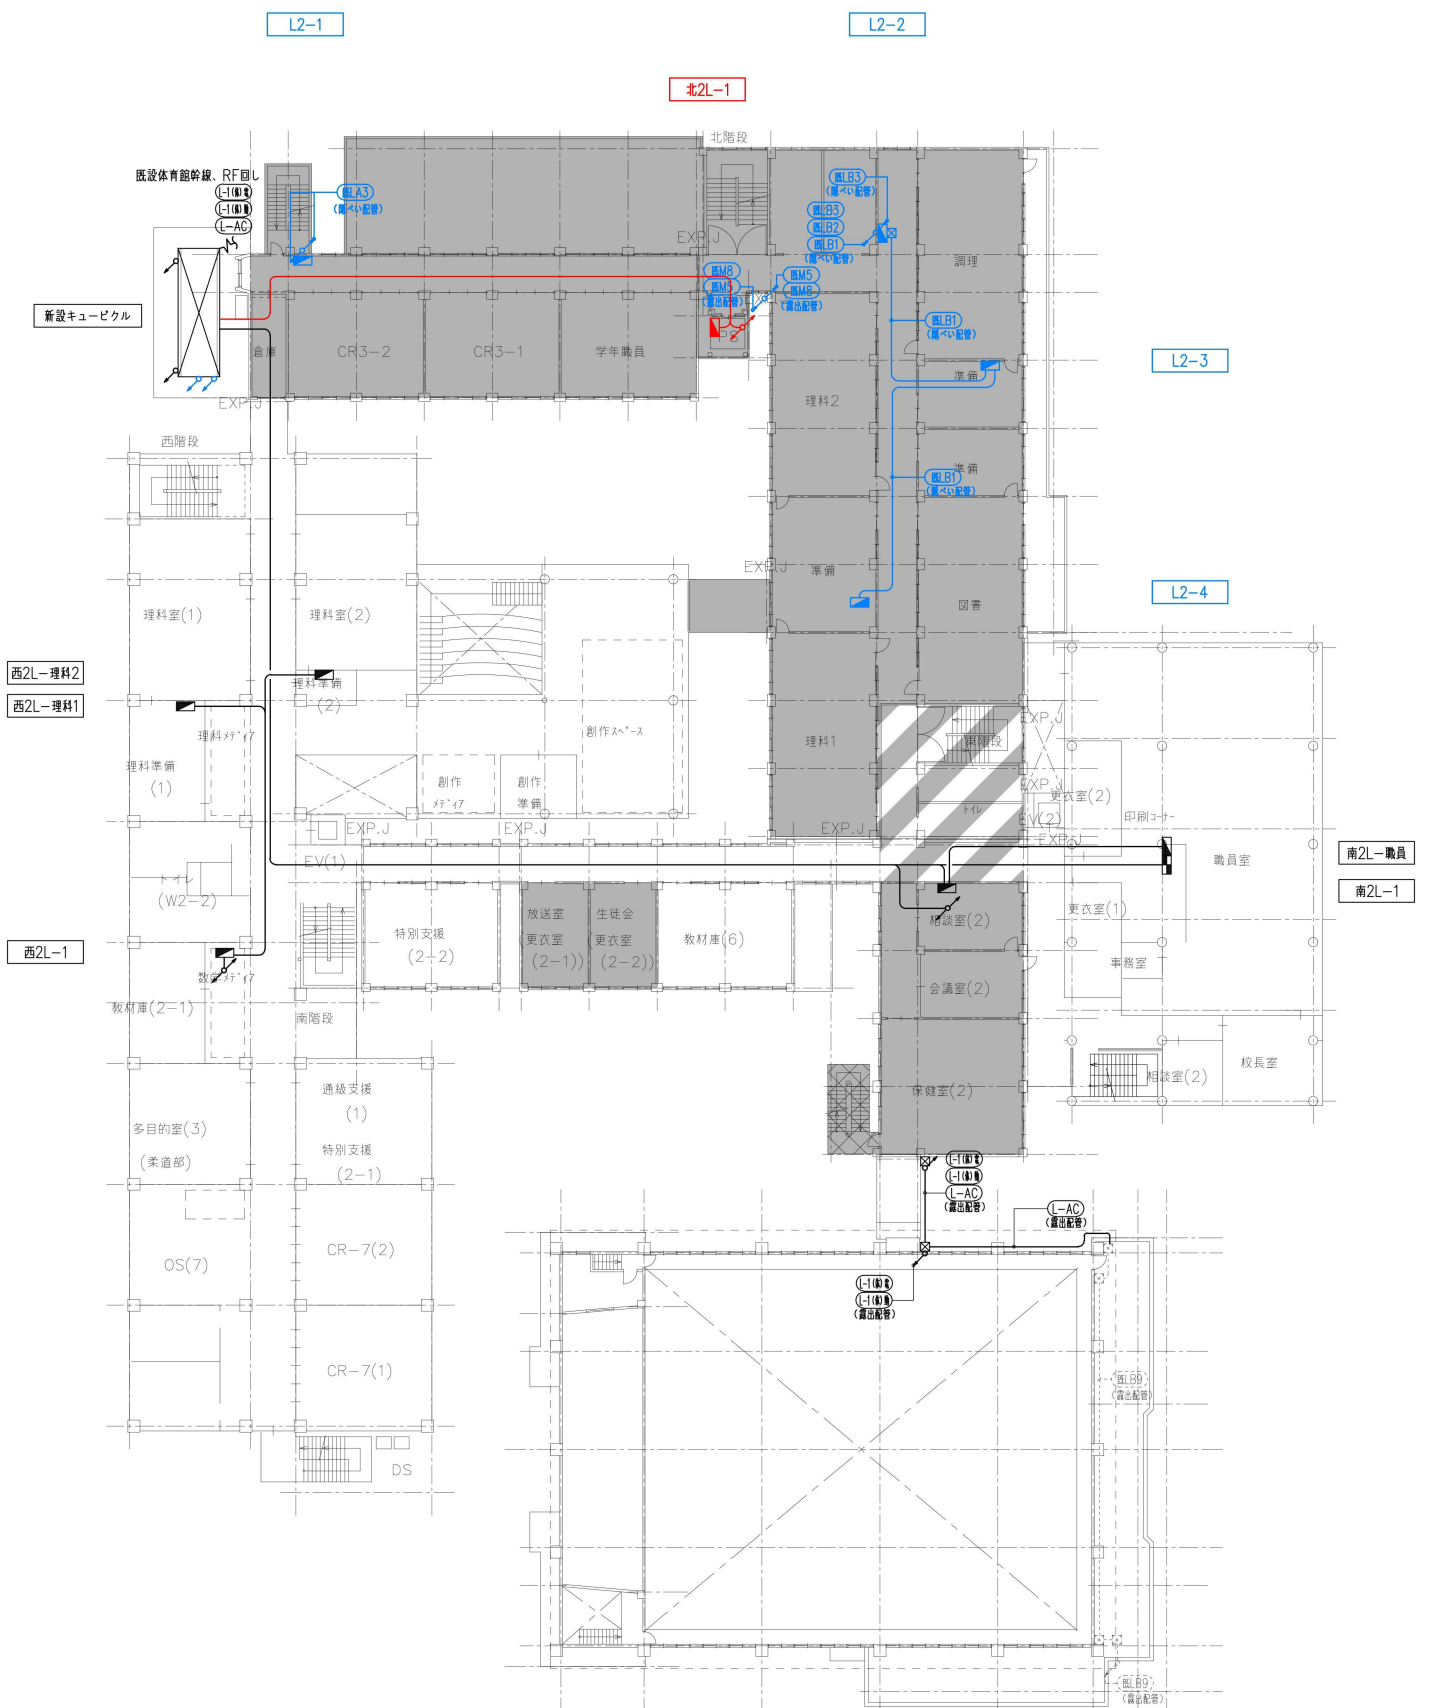 L2-1
L2-2
北2L-1
北階段
既設体育館幹線、RF回し
L-AC
既LA3
(隠ぺい配管)
既LB3
(隠ぺい配管)
既LB3
既LB2
既LB1
(隠ぺい配管)
EXP.J
調理
既M8
既M5
(露出配管)
既M5
既M8
(露出配管)
新設キュービクル
PS
既LB1
(隠ぺい配管)
倉庫
CR3-2
CR3-1
学年職員
L2-3
準備
理科2
EXP.J
西階段
準備
既LB1
(隠ぺい配管)
EXP.J
準備
L2-4
理科室(1)
理科室(2)
図書
西2L-理科2
西2L-理科1
理科準備
(2)
理科メディア
創作スペース
理科1
東階段
EXP.J
理科準備
(1)
創作
メディア
創作
準備
EXP.J
更衣室(2)
トイレ
EV(2)
印刷コーナー
EXP.J
EXP.J
EXP.J
EXP.J
EV(1)
職員室
南2L-職員
南2L-1
トイレ
(W2-2)
特別支援
(2-2)
放送室
(更衣室
(2-1))
生徒会
(更衣室
(2-2))
教材庫(6)
相談室(2)
更衣室(1)
西2L-1
数学メディア
事務室
会議室(2)
教材庫(2-1)
南階段
校長室
相談室(2)
通級支援
(1)
保健室(2)
多目的室(3)
(柔道部)
特別支援
(2-1)
L-AC
(露出配管)
L-AC
(露出配管)
CR-7(2)
OS(7)
(露出配管)
CR-7(1)
既LB9
(露出配管)
DS
既LB9
(露出配管)